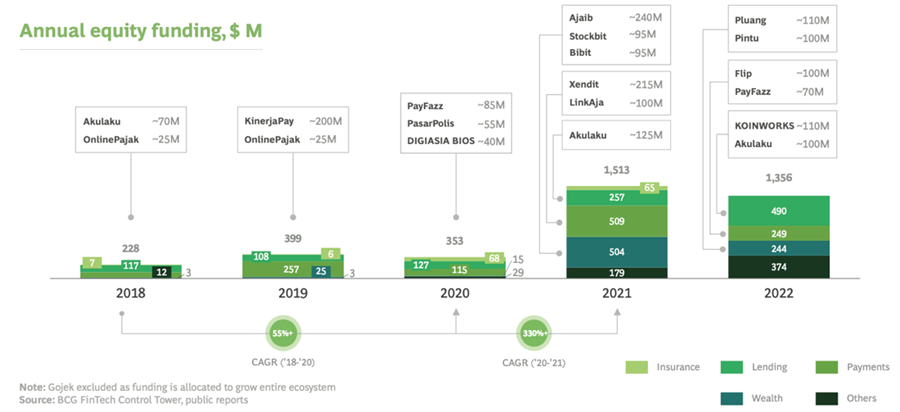 Annual equity funding, $ M
Akulaku ~70M
OnlinePajak ~25M
KinerjaPay ~200M
OnlinePajak ~25M
PayFazz ~85M
PasarPolis ~55M
DIGIASIA BIOS ~40M
Ajaib ~240M
Stockbit ~95M
Bibit ~95M
Xendit ~215M
LinkAja ~100M
Akulaku ~125M
Pluang ~110M
Pintu ~100M
Flip ~100M
PayFazz ~70M
KOINWORKS ~110M
Akulaku ~100M
228
7
117
12
3
399
108
6
257
25
3
353
68
15
127
115
29
1,513
65
257
509
504
179
1,356
490
249
244
374
2018
2019
2020
2021
2022
55%+
330%+
CAGR ('18-'20)
CAGR ('20-'21)
Insurance
Lending
Payments
Wealth
Others
Note: Gojek excluded as funding is allocated to grow entire ecosystem
Source: BCG FinTech Control Tower, public reports